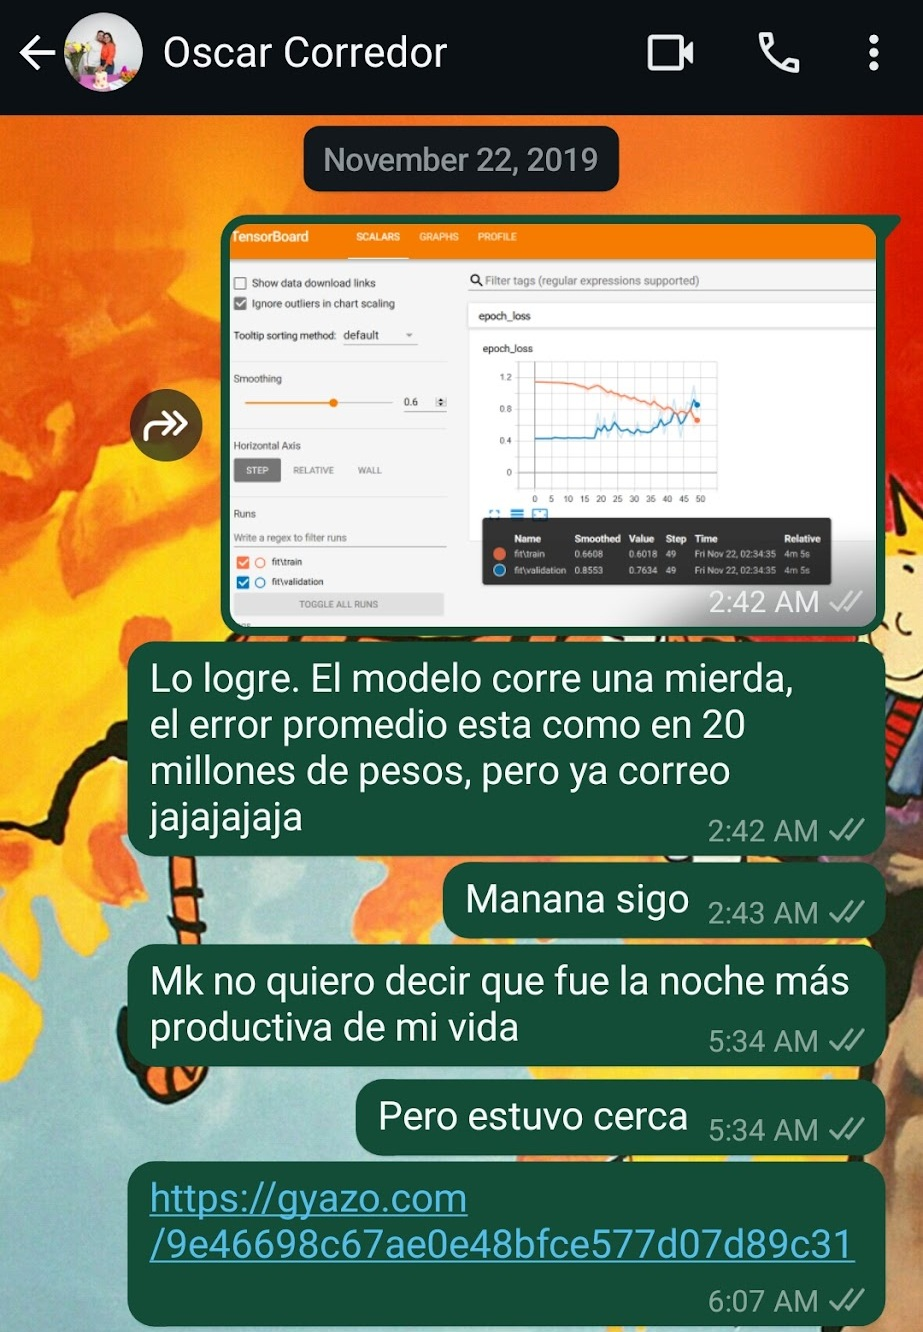 Oscar Corredor
November 22, 2019
TensorBoard SCALARS GRAPHS PROFILE
Show data download links
Ignore outliers in chart scaling
Tooltip sorting method: default
Smoothing
0.6
Horizontal Axis
STEP RELATIVE WALL
Runs
Write a regex to filter runs
fit\train
fit\validation
TOGGLE ALL RUNS
Filter tags (regular expressions supported)
epoch_loss
epoch_loss
1.2
0.8
0.4
0
0 5 10 15 20 25 30 35 40 45 50
Name Smoothed Value Step Time Relative
fit\train 0.6608 0.6018 49 Fri Nov 22, 02:34:35 4m 5s
fit\validation 0.8553 0.7634 49 Fri Nov 22, 02:34:35 4m 5s
2:42 AM
Lo logre. El modelo corre una mierda,
el error promedio esta como en 20
millones de pesos, pero ya correo
jajajajaja
2:42 AM
Manana sigo 2:43 AM
Mk no quiero decir que fue la noche más
productiva de mi vida
5:34 AM
Pero estuvo cerca 5:34 AM
https://gyazo.com
/9e46698c67ae0e48bfce577d07d89c31
6:07 AM